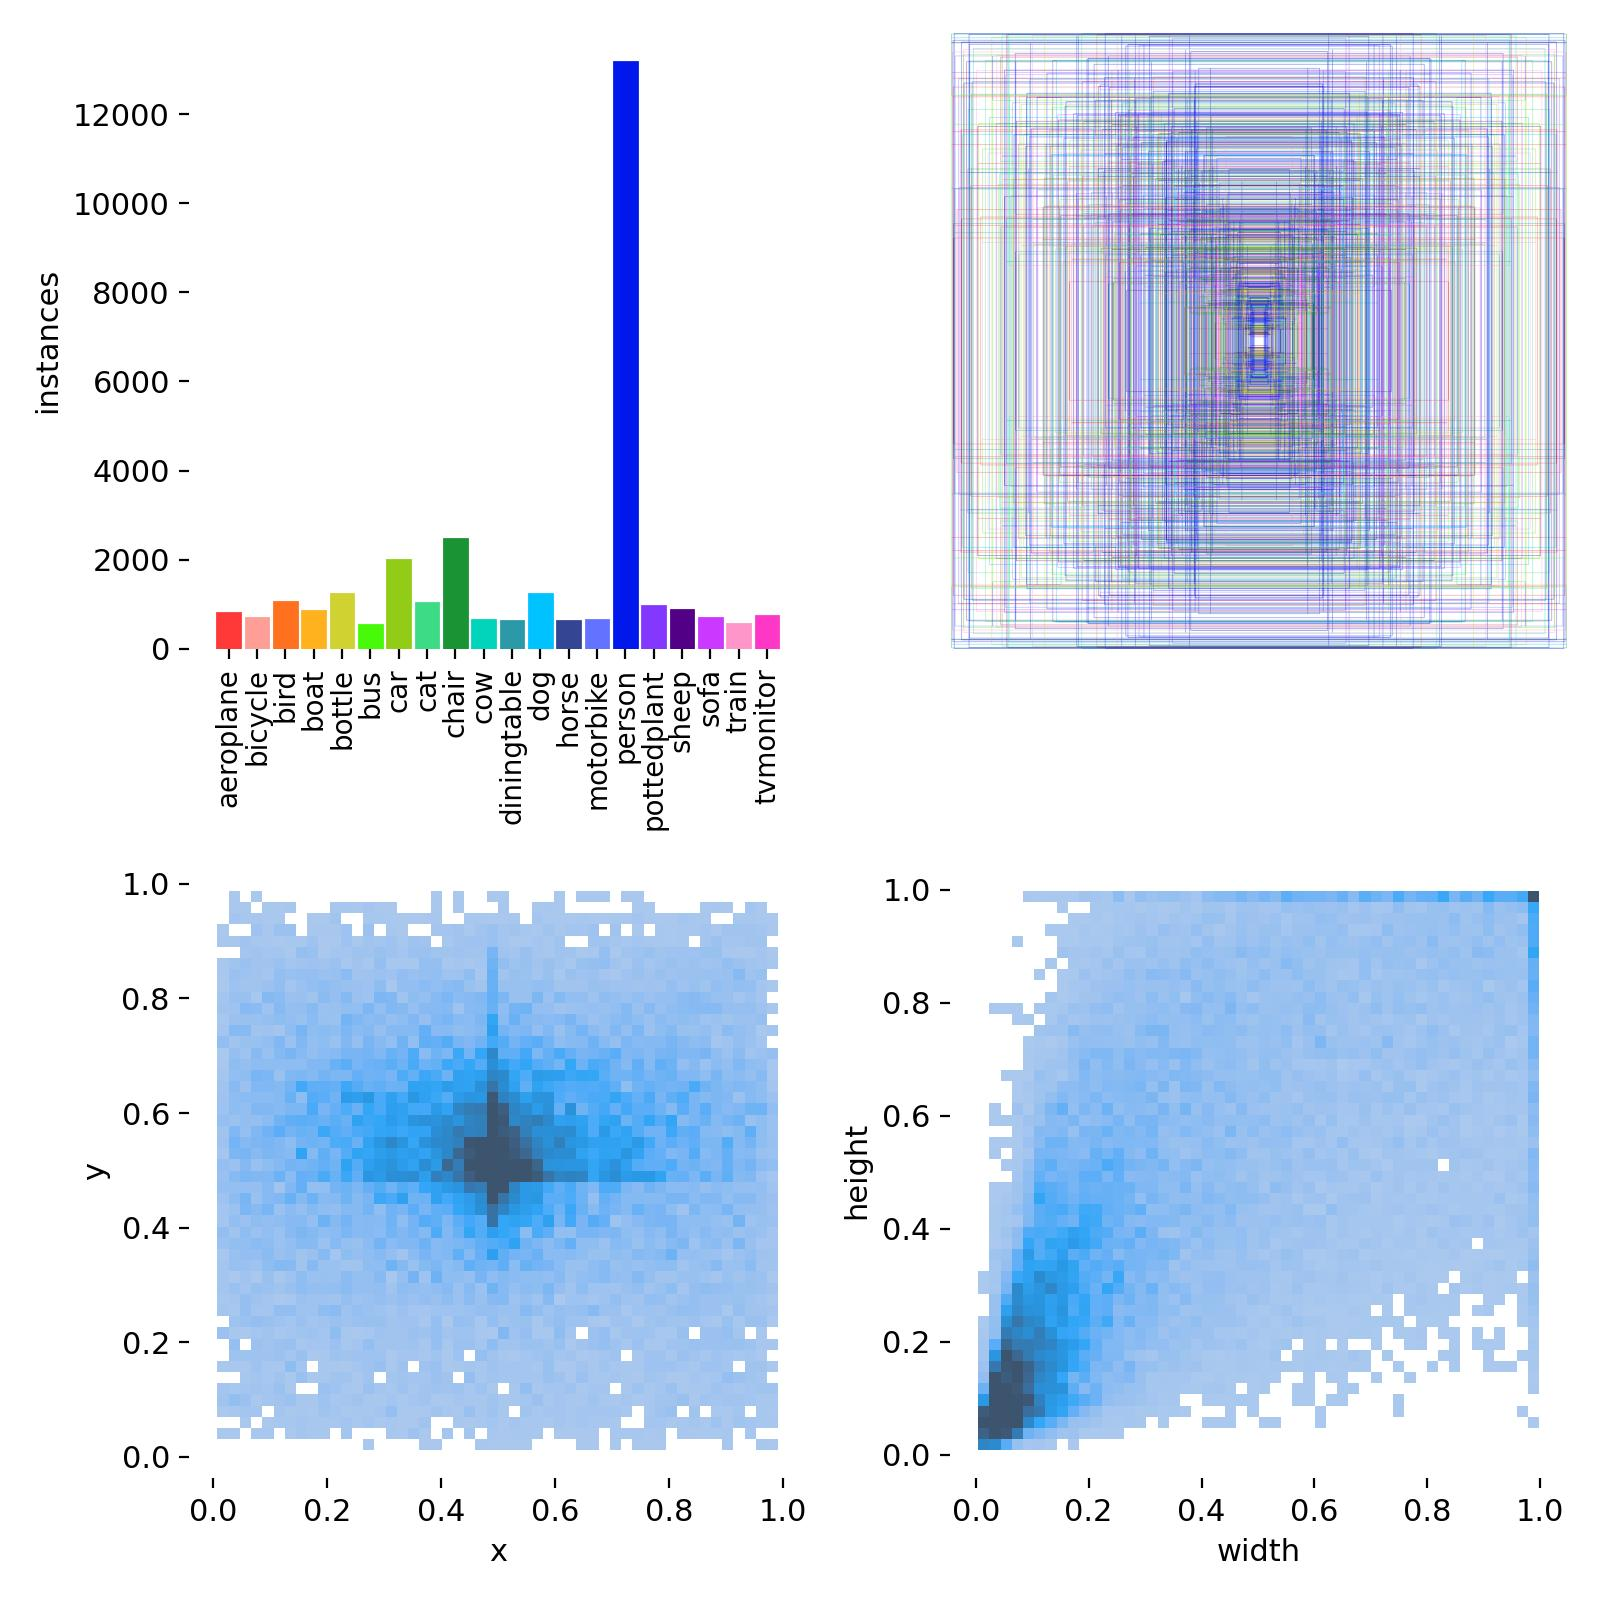 instances
12000
10000
8000
6000
4000
2000
0
aeroplane
bicycle
bird
boat
bottle
bus
car
cat
chair
cow
diningtable
dog
horse
motorbike
person
pottedplant
sheep
sofa
train
tvmonitor
y
1.0
0.8
0.6
0.4
0.2
0.0
0.0 0.2 0.4 0.6 0.8 1.0
x
height
1.0
0.8
0.6
0.4
0.2
0.0
0.0 0.2 0.4 0.6 0.8 1.0
width